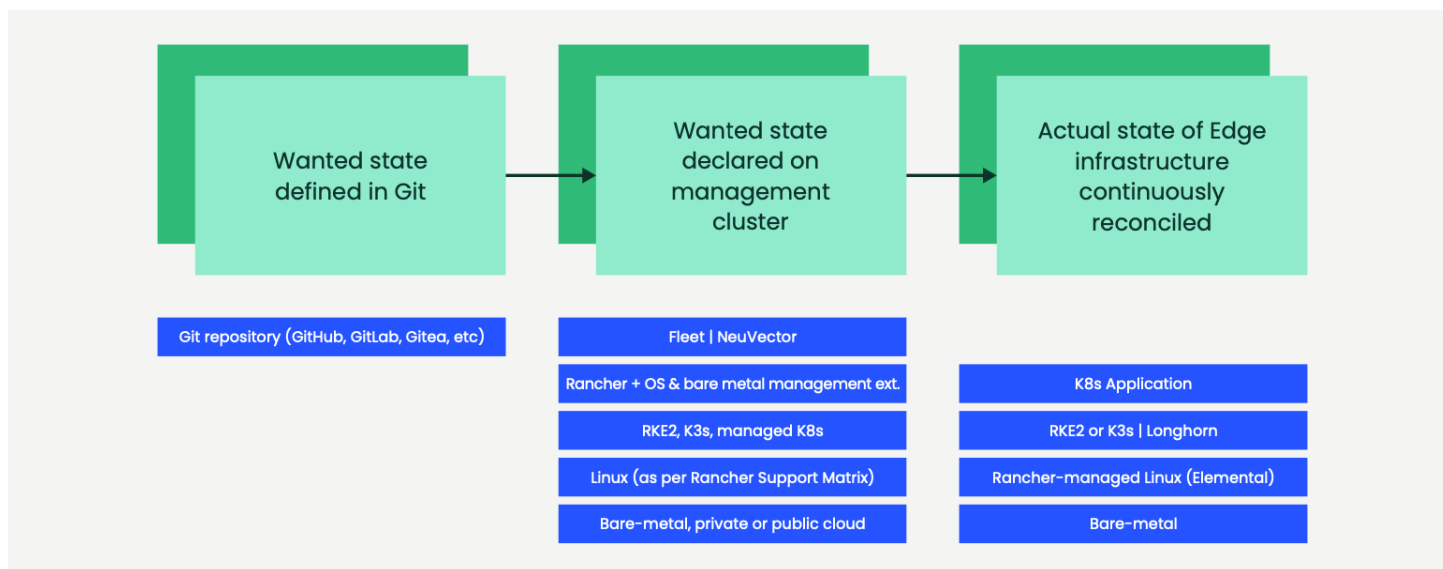 Wanted state
defined in Git
Wanted state
declared on
management
cluster
Actual state of Edge
infrastructure
continuously
reconciled
Git repository (GitHub, GitLab, Gitea, etc)
Fleet | NeuVector
Rancher + OS & bare metal management ext.
RKE2, K3s, managed K8s
Linux (as per Rancher Support Matrix)
Bare-metal, private or public cloud
K8s Application
RKE2 or K3s | Longhorn
Rancher-managed Linux (Elemental)
Bare-metal